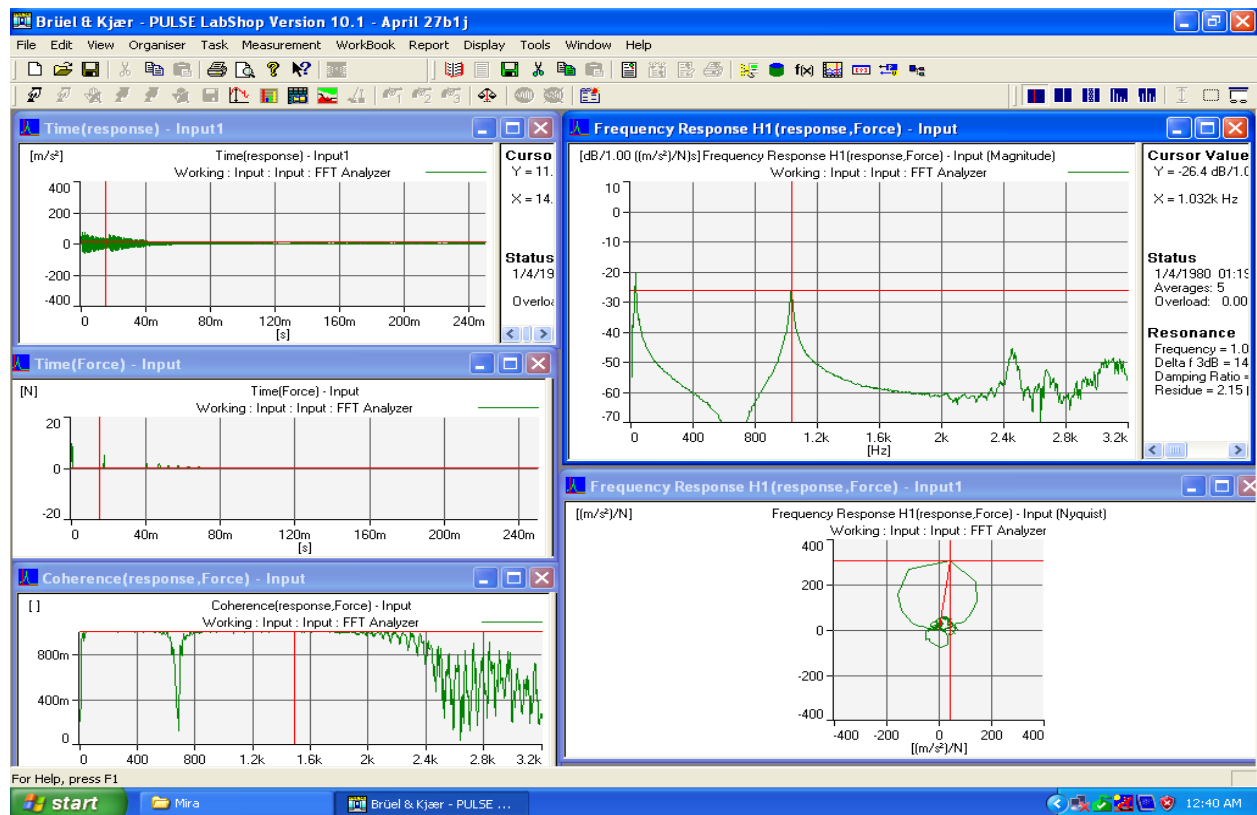 Brüel & Kjær - PULSE LabShop Version 10.1 - April 27b1j
File Edit View Organiser Task Measurement WorkBook Report Display Tools Window Help
Time(response) - Input1
[m/s²] Time(response) - Input1
Working : Input : Input : FFT Analyzer
400
200
0
-200
-400
0 40m 80m 120m 160m 200m 240m
[s]
Curso
Y = 11.
X = 14.
Status
1/4/19
Overloa
Time(Force) - Input
[N] Time(Force) - Input
Working : Input : Input : FFT Analyzer
20
0
-20
0 40m 80m 120m 160m 200m 240m
[s]
Coherence(response,Force) - Input
[ ] Coherence(response,Force) - Input
Working : Input : Input : FFT Analyzer
800m
400m
0
0 400 800 1.2k 1.6k 2k 2.4k 2.8k 3.2k
Frequency Response H1(response,Force) - Input
[dB/1.00 ((m/s²)/N)s] Frequency Response H1(response,Force) - Input (Magnitude)
Working : Input : Input : FFT Analyzer
10
0
-10
-20
-30
-40
-50
-60
-70
0 400 800 1.2k 1.6k 2k 2.4k 2.8k 3.2k
[Hz]
Cursor Value
Y = -26.4 dB/1.0
X = 1.032k Hz
Status
1/4/1980 01:19
Averages: 5
Overload: 0.00
Resonance
Frequency = 1.0
Delta f 3dB = 14
Damping Ratio =
Residue = 2.15
Frequency Response H1(response,Force) - Input1
[(m/s²)/N] Frequency Response H1(response,Force) - Input (Nyquist)
Working : Input : Input : FFT Analyzer
400
200
0
-200
-400
-400 -200 0 200 400
[(m/s²)/N]
For Help, press F1
start Mira Brüel & Kjær - PULSE ... 12:40 AM